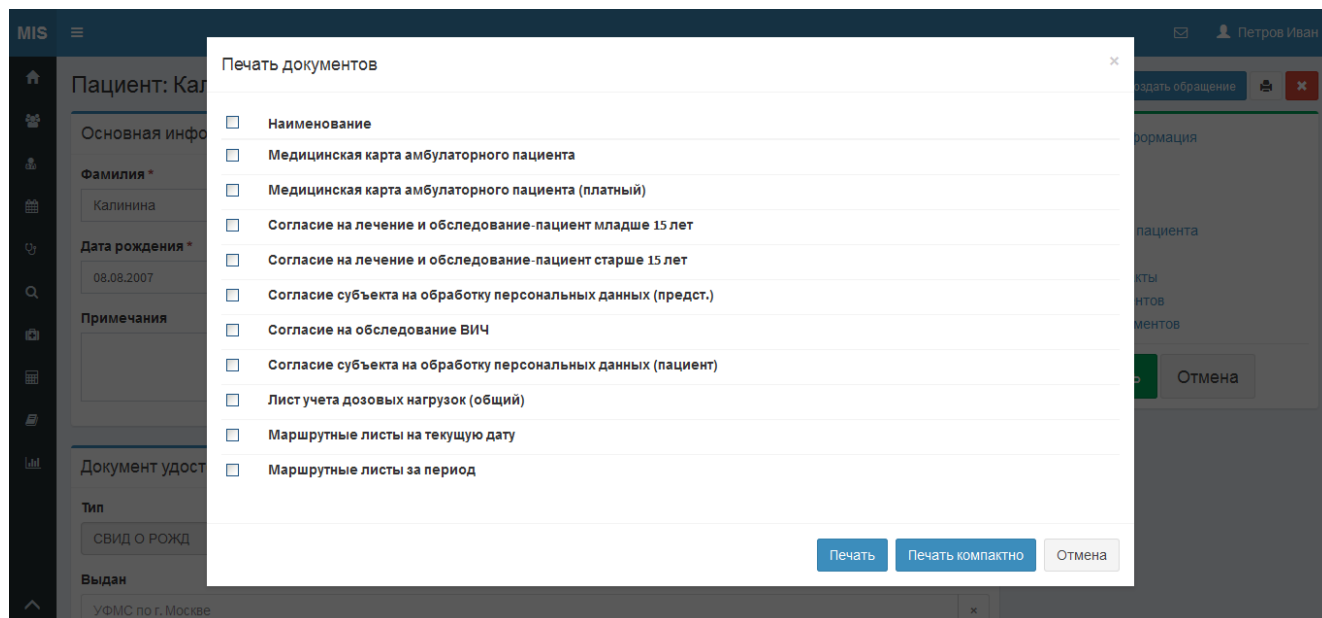 MIS
Петров Иван
Печать документов
×
Пациент: Кал
оздать обращение
Основная инфо
формация
Наименование
Медицинская карта амбулаторного пациента
Фамилия *
Медицинская карта амбулаторного пациента (платный)
Калинина
Согласие на лечение и обследование-пациент младше 15 лет
пациента
Дата рождения *
Согласие на лечение и обследование-пациент старше 15 лет
08.08.2007
кты
Согласие субъекта на обработку персональных данных (предст.)
нтов
Примечания
ментов
Согласие на обследование ВИЧ
Согласие субъекта на обработку персональных данных (пациент)
ь
Отмена
Лист учета дозовых нагрузок (общий)
Маршрутные листы на текущую дату
Документ удост
Маршрутные листы за период
Тип
СВИД О РОЖД
Печать
Печать компактно
Отмена
Выдан
УФМС по г. Москве
×